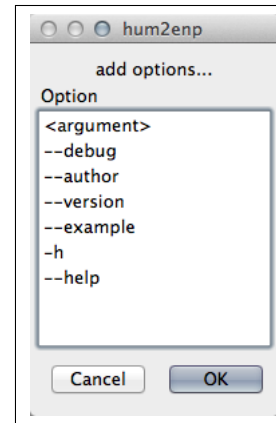 hum2enp
add options...
Option
<argument>
--debug
--author
--version
--example
-h
--help
Cancel OK